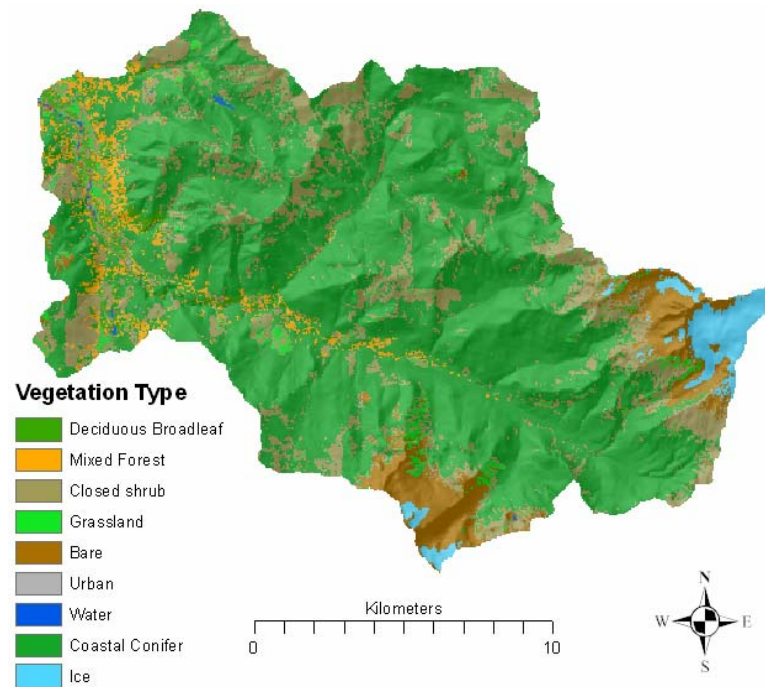 Vegetation Type
Deciduous Broadleaf
Mixed Forest
Closed shrub
Grassland
Bare
Urban
Water
Coastal Conifer
Ice
Kilometers
0 10
N
W E
S